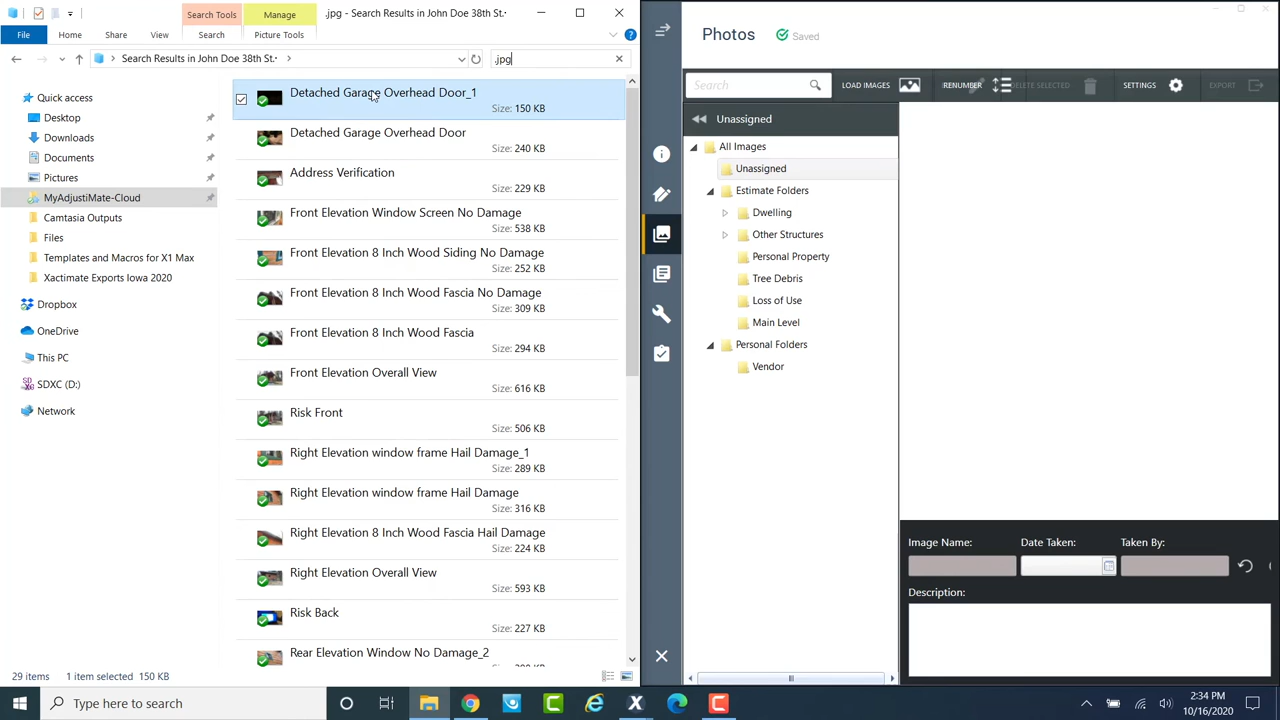 Search Tools
Manage
.jpg - Search Results in John Doe 38th St.
File
Home
Share
View
Search
Picture Tools
Search Results in John Doe 38th St.
.jpg
Quick access
Desktop
Downloads
Documents
Pictures
MyAdjustiMate-Cloud
Camtasia Outputs
Files
Templates and Macros for X1 Max
Xactimate Exports Iowa 2020
Dropbox
OneDrive
This PC
SDXC (D:)
Network
Detached Garage Overhead Door_1
Size: 150 KB
Detached Garage Overhead Door
Size: 240 KB
Address Verification
Size: 229 KB
Front Elevation Window Screen No Damage
Size: 538 KB
Front Elevation 8 Inch Wood Siding No Damage
Size: 252 KB
Front Elevation 8 Inch Wood Fascia No Damage
Size: 309 KB
Front Elevation 8 Inch Wood Fascia
Size: 294 KB
Front Elevation Overall View
Size: 616 KB
Risk Front
Size: 506 KB
Right Elevation window frame Hail Damage_1
Size: 289 KB
Right Elevation window frame Hail Damage
Size: 316 KB
Right Elevation 8 Inch Wood Fascia Hail Damage
Size: 224 KB
Right Elevation Overall View
Size: 593 KB
Risk Back
Size: 227 KB
Rear Elevation Window No Damage_2
29 items
1 item selected 150 KB
Photos
Saved
Search
LOAD IMAGES
RENUMBER
DELETE SELECTED
SETTINGS
EXPORT
Unassigned
All Images
Unassigned
Estimate Folders
Dwelling
Other Structures
Personal Property
Tree Debris
Loss of Use
Main Level
Personal Folders
Vendor
Image Name:
Date Taken:
Taken By:
Description:
Type here to search
2:34 PM
10/16/2020